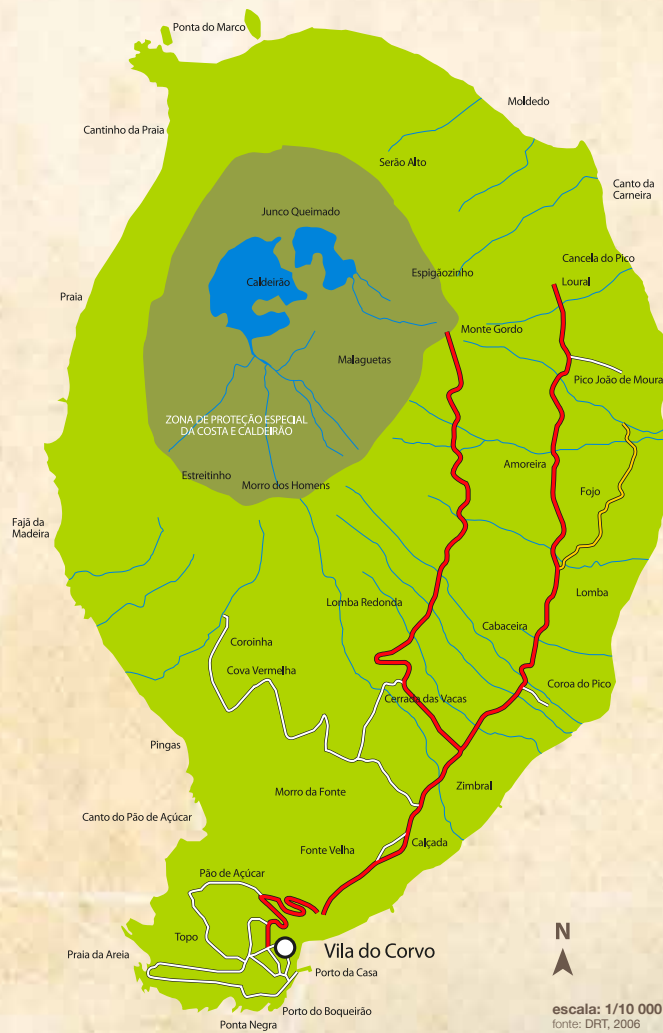 Ponta do Marco
Moldedo
Cantinho da Praia
Serão Alto
Canto da
Carneira
Junco Queimado
Cancela do Pico
Espigãozinho
Loural
Caldeirão
Praia
Monte Gordo
Malaguetas
Pico João de Moura
ZONA DE PROTEÇÃO ESPECIAL
DA COSTA E CALDEIRÃO
Amoreira
Estreitinho
Morro dos Homens
Fojo
Fajã da
Madeira
Lomba Redonda
Lomba
Cabaceira
Coroinha
Cova Vermelha
Coroa do Pico
Cerrada das Vacas
Pingas
Zimbral
Morro da Fonte
Canto do Pão de Açúcar
Calçada
Fonte Velha
Pão de Açúcar
Topo
Vila do Corvo
Praia da Areia
Porto da Casa
Porto do Boqueirão
Ponta Negra
N
escala: 1/10 000
fonte: DRT, 2006